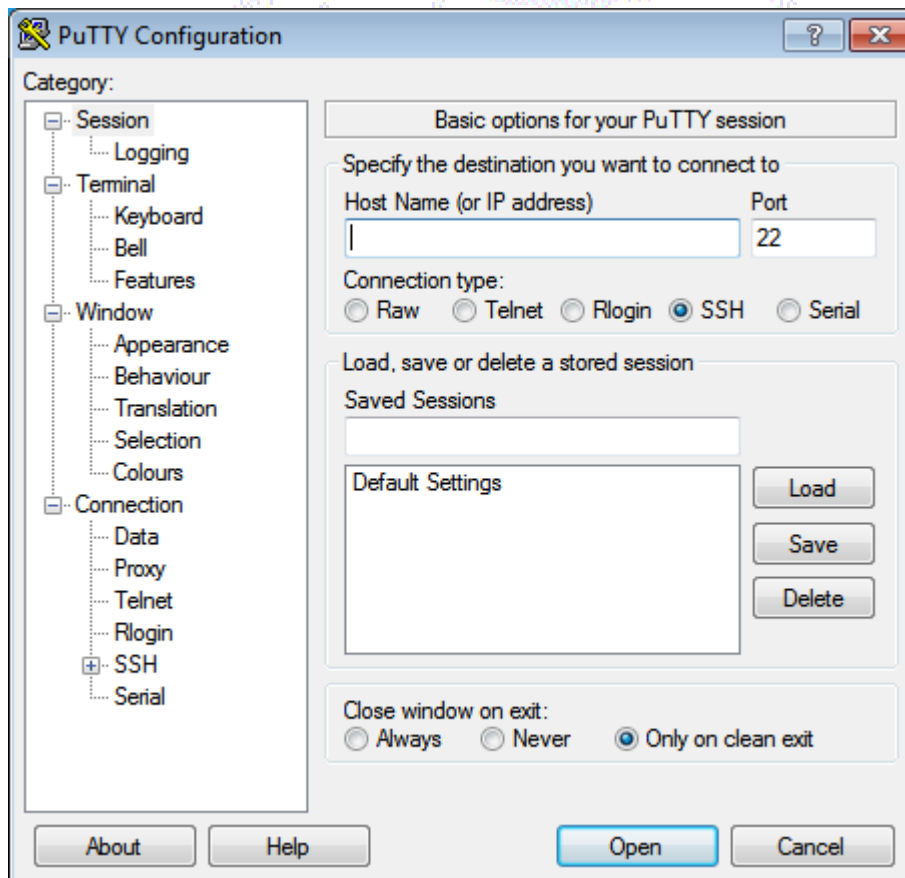 PuTTY Configuration
Category:
Session
Logging
Terminal
Keyboard
Bell
Features
Window
Appearance
Behaviour
Translation
Selection
Colours
Connection
Data
Proxy
Telnet
Rlogin
SSH
Serial
Basic options for your PuTTY session
Specify the destination you want to connect to
Host Name (or IP address) Port
22
Connection type:
Raw Telnet Rlogin SSH Serial
Load, save or delete a stored session
Saved Sessions
Default Settings
Load
Save
Delete
Close window on exit:
Always Never Only on clean exit
About Help Open Cancel